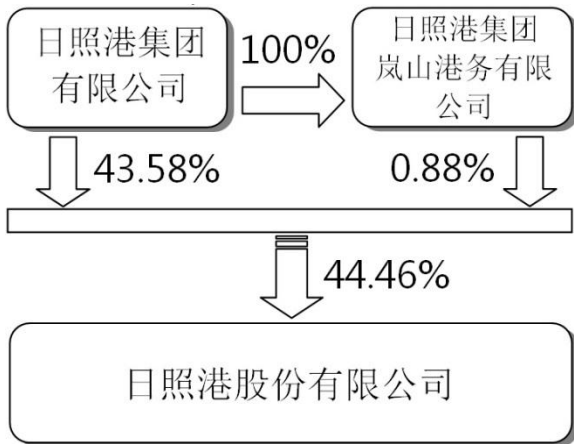 日照港集团
有限公司
100%
日照港集团
岚山港务有限
公司
43.58%
0.88%
44.46%
日照港股份有限公司